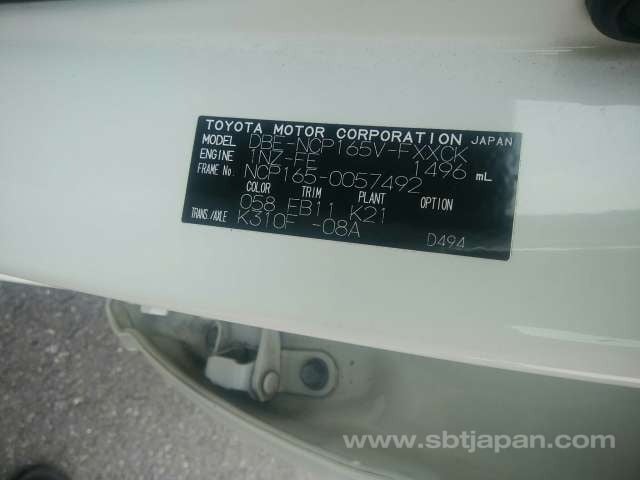 TOYOTA MOTOR CORPORATION JAPAN
MODEL DBE-NCP165V-FXXCK
ENGINE 1NZ-FE 1496 mL
FRAME No. NCP165-0057492
COLOR TRIM PLANT OPTION
058 FB11 K21
TRANS./AXLE K310F -08A D494
www.sbtjapan.com